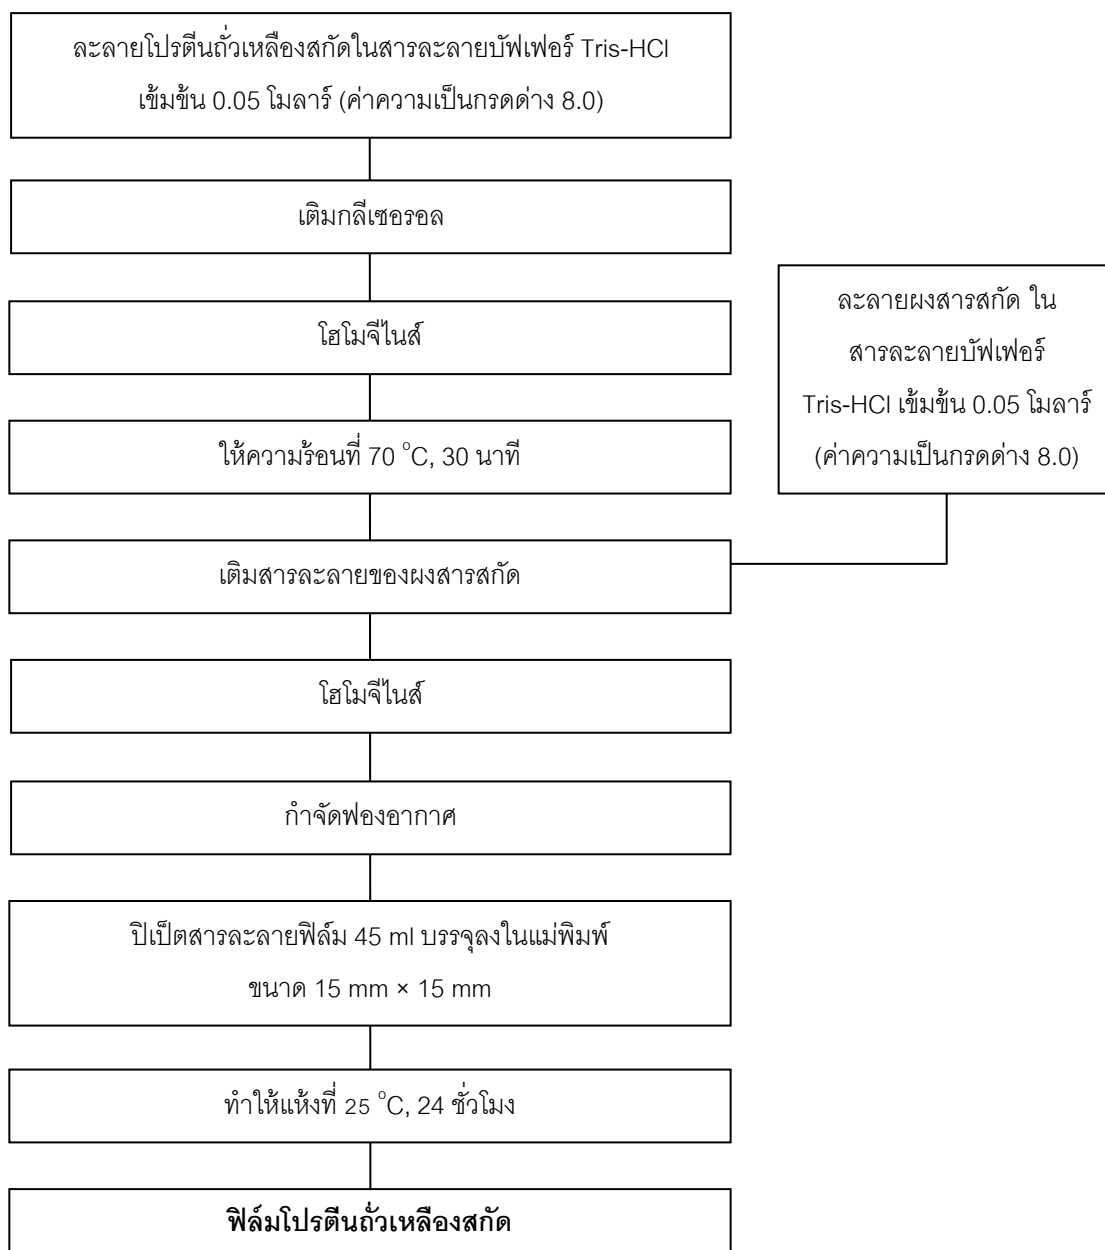 ละลายโปรตีนถั่วเหลืองสกัดในสารละลายบัฟเฟอร์ Tris-HCl
เข้มข้น 0.05 โมลาร์ (ค่าความเป็นกรดด่าง 8.0)
เติมกลีเซอรอล
โฮโมจีไนส์
ให้ความร้อนที่ 70 °C, 30 นาที
ละลายผงสารสกัด ใน
สารละลายบัฟเฟอร์
Tris-HCl เข้มข้น 0.05 โมลาร์
(ค่าความเป็นกรดด่าง 8.0)
เติมสารละลายของผงสารสกัด
โฮโมจีไนส์
กำจัดฟองอากาศ
ปิเป็ตสารละลายฟิล์ม 45 ml บรรจุลงในแม่พิมพ์
ขนาด 15 mm × 15 mm
ทำให้แห้งที่ 25 °C, 24 ชั่วโมง
ฟิล์มโปรตีนถั่วเหลืองสกัด